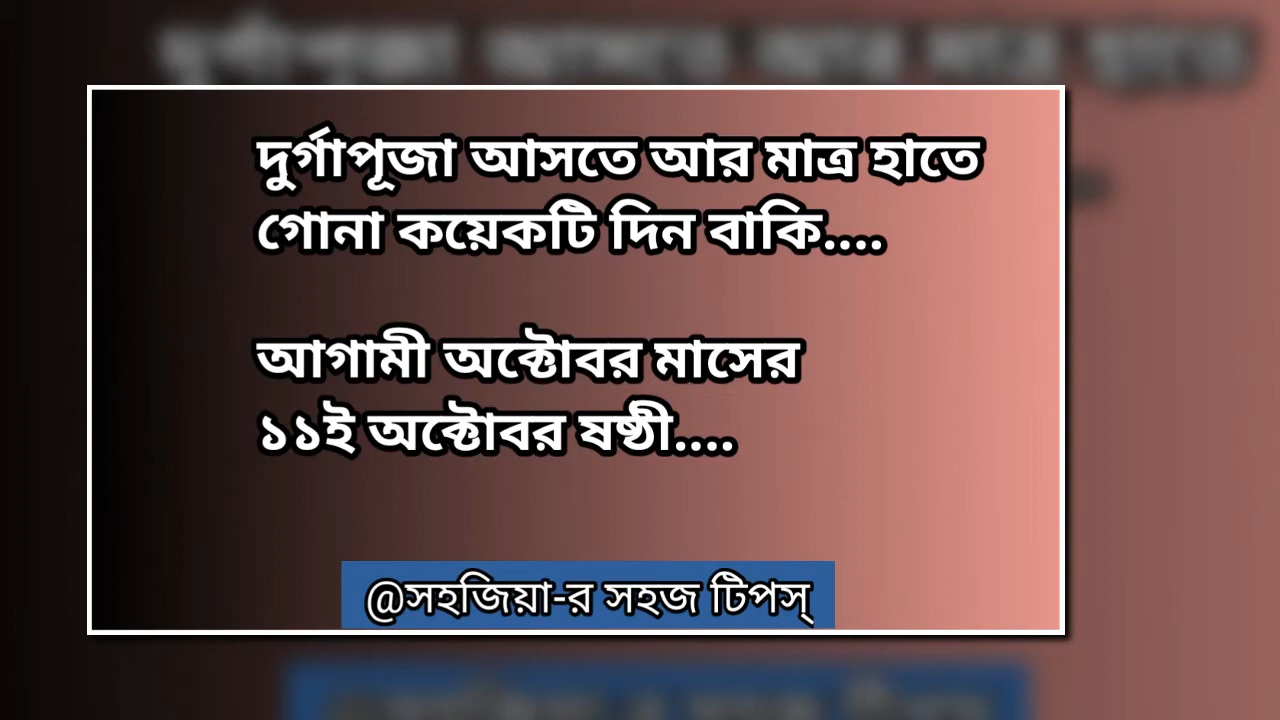 দুর্গাপূজা আসতে আর মাত্র হাতে
গোনা কয়েকটি দিন বাকি....
আগামী অক্টোবর মাসের
১১ই অক্টোবর ষষ্ঠী....
@সহজিয়া-র সহজ টিপস্